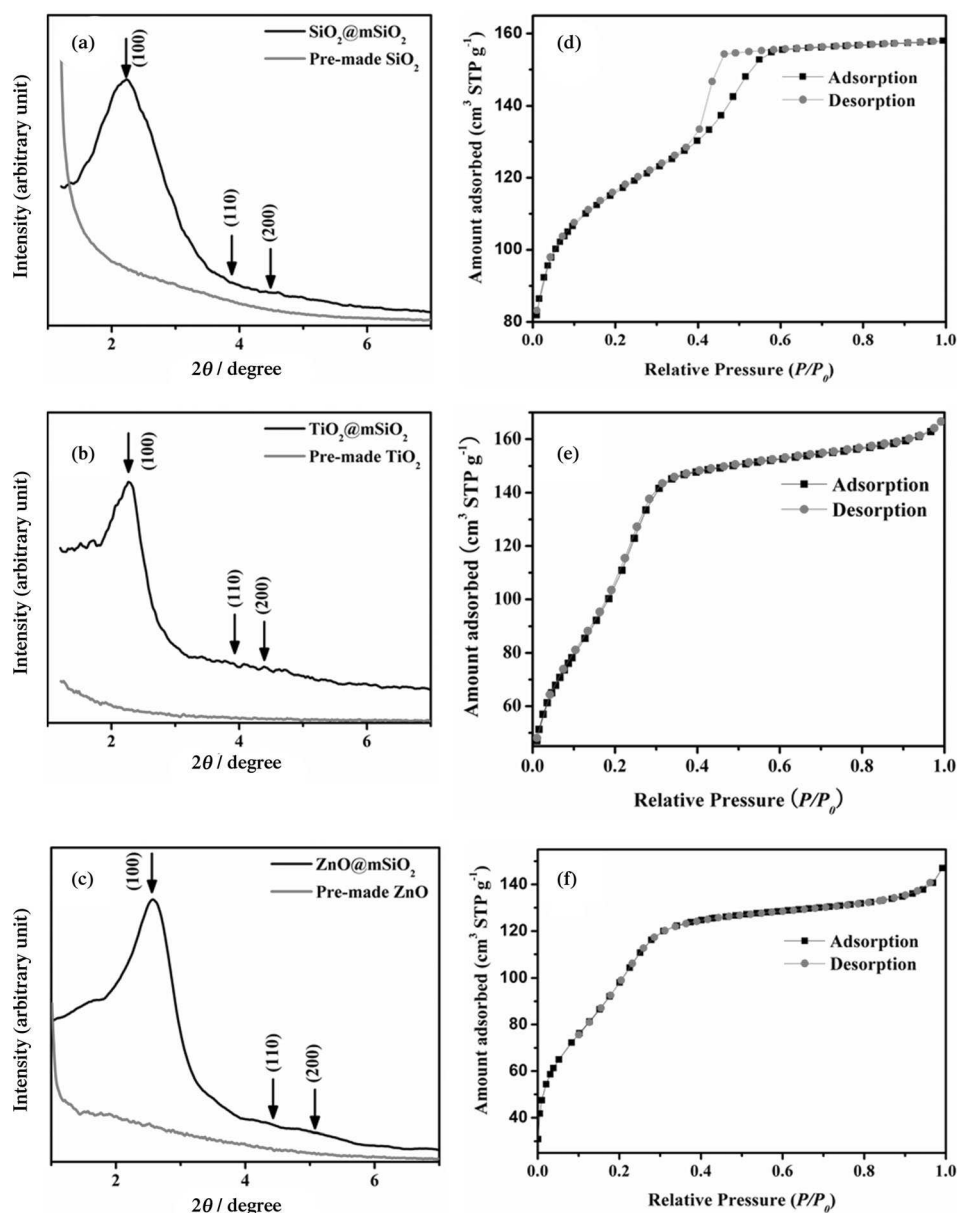 (a)
SiO₂@mSiO₂
Pre-made SiO₂
(100)
(110)
(200)
Intensity (arbitrary unit)
2 4 6
2θ / degree
(d)
160
140
120
100
80
Adsorption
Desorption
Amount adsorbed (cm³ STP g⁻¹)
0.0 0.2 0.4 0.6 0.8 1.0
Relative Pressure (P/P₀)
(b)
TiO₂@mSiO₂
Pre-made TiO₂
(100)
(110)
(200)
Intensity (arbitrary unit)
2 4 6
2θ / degree
(e)
160
140
120
100
80
60
Adsorption
Desorption
Amount adsorbed (cm³ STP g⁻¹)
0.0 0.2 0.4 0.6 0.8 1.0
Relative Pressure (P/P₀)
(c)
ZnO@mSiO₂
Pre-made ZnO
(100)
(110)
(200)
Intensity (arbitrary unit)
2 4 6
2θ / degree
(f)
140
120
100
80
60
40
Adsorption
Desorption
Amount adsorbed (cm³ STP g⁻¹)
0.0 0.2 0.4 0.6 0.8 1.0
Relative Pressure (P/P₀)